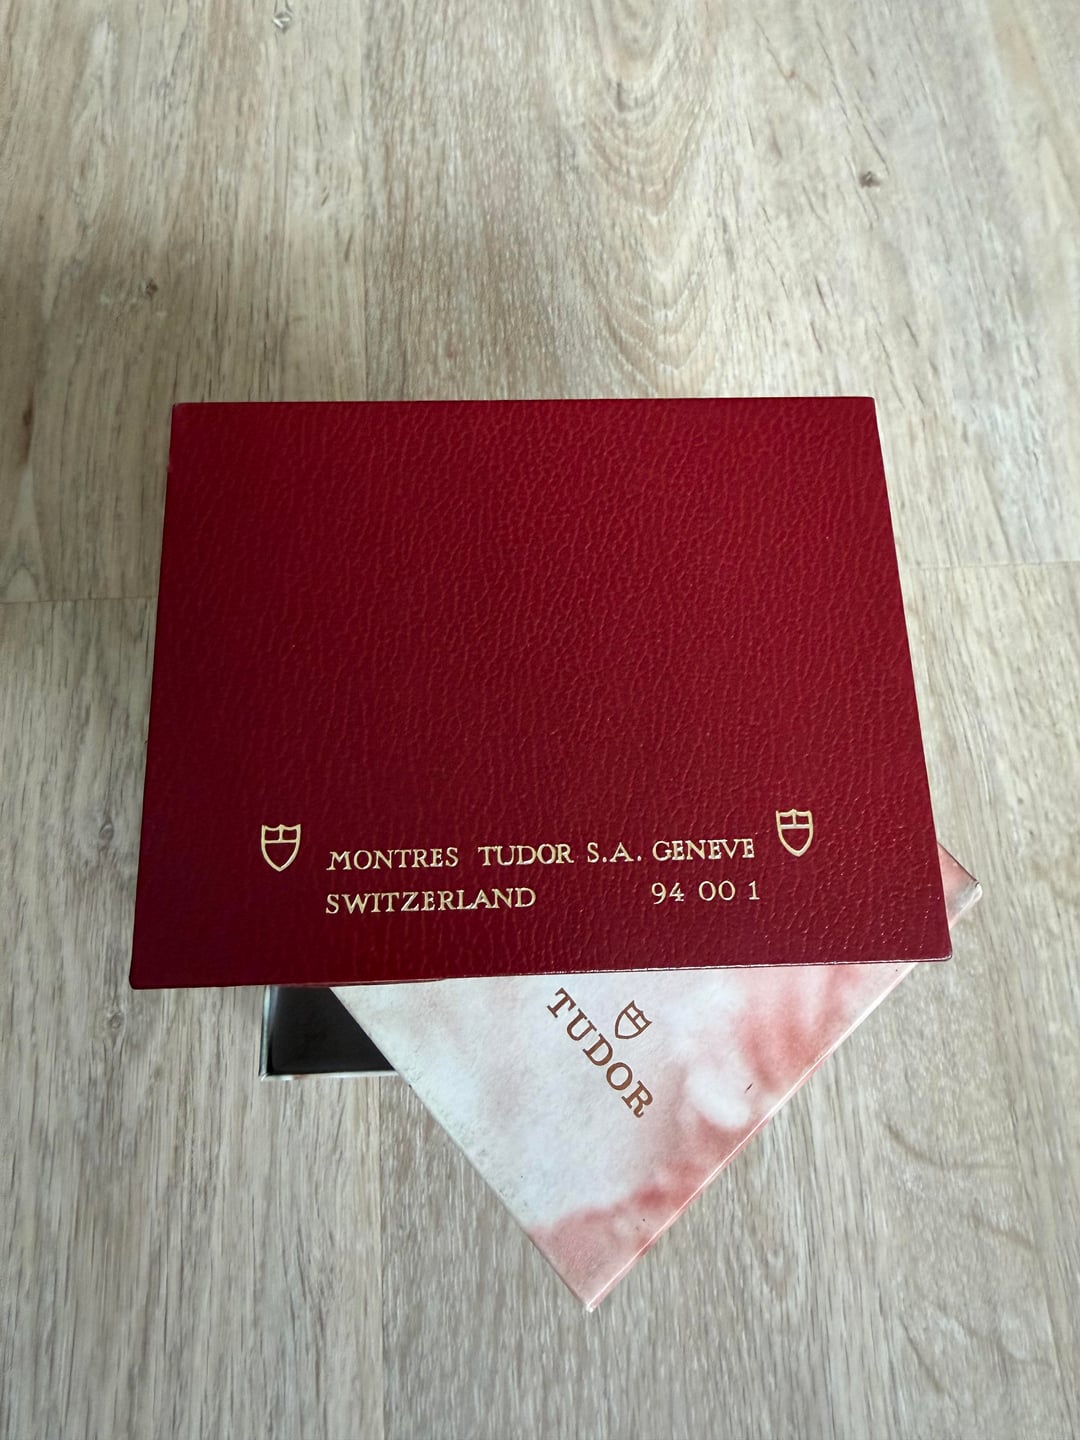 MONTRES TUDOR S.A. GENEVE
SWITZERLAND 94 00 1
TUDOR